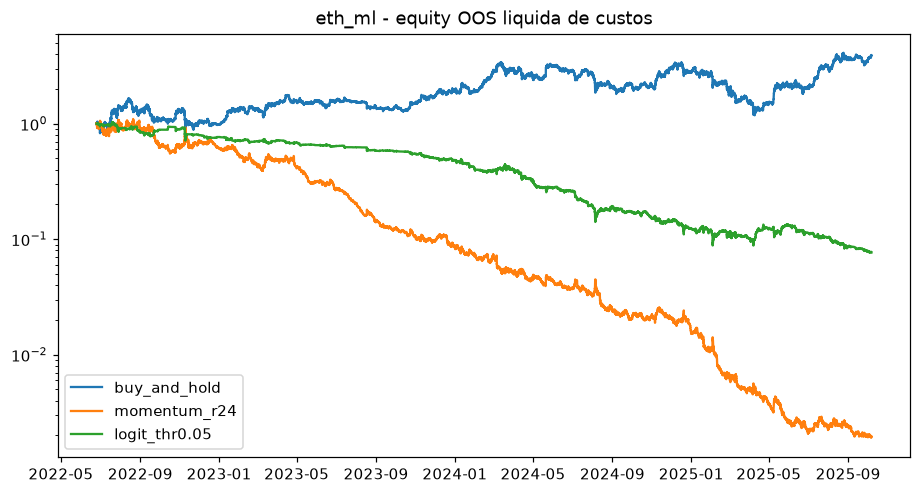 eth_ml - equity OOS liquida de custos
10^0
10^-1
10^-2
buy_and_hold
momentum_r24
logit_thr0.05
2022-05 2022-09 2023-01 2023-05 2023-09 2024-01 2024-05 2024-09 2025-01 2025-05 2025-09